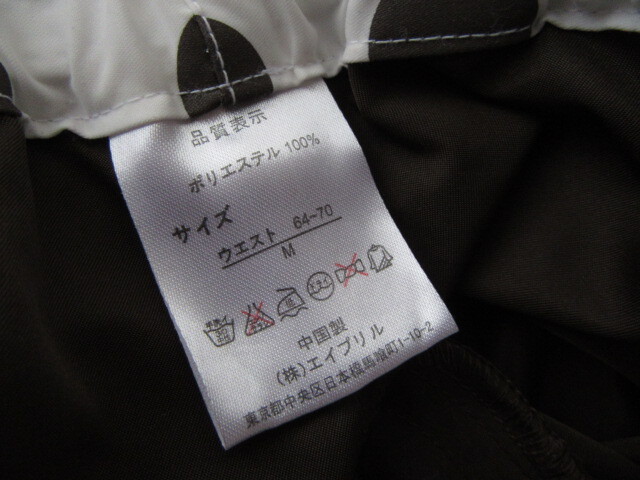 品質表示
ポリエステル 100%
サイズ
ウエスト 64-70
M
中国製
(株)エイブリル
東京都中央区日本橋馬喰町1-10-2